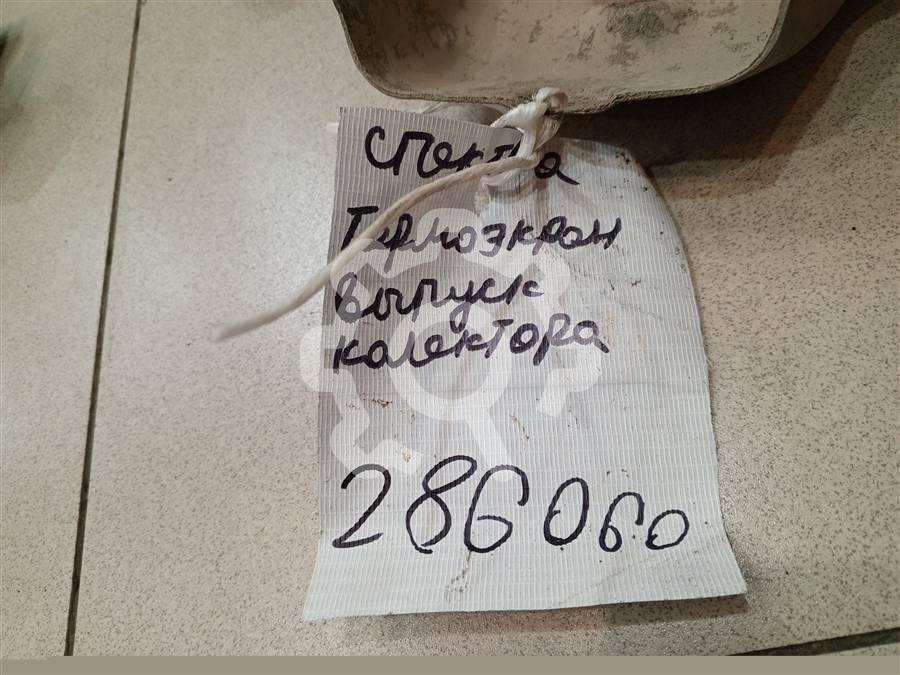 Спектра
Термоэкран
выпуск
колектора
286060